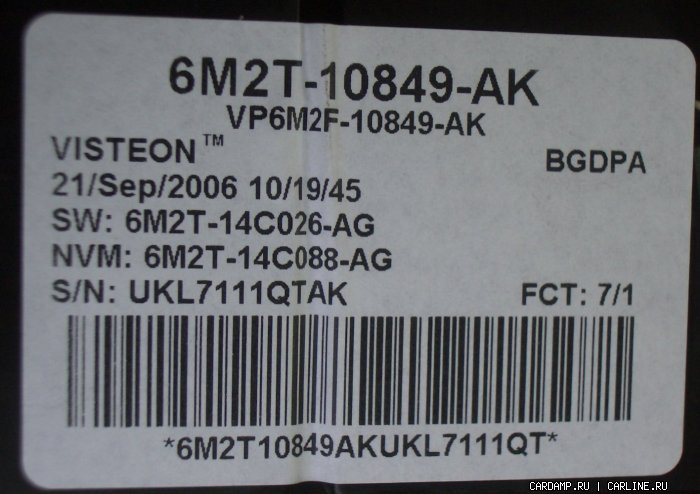 6M2T-10849-AK
VP6M2F-10849-AK
VISTEON™ BGDPA
21/Sep/2006 10/19/45
SW: 6M2T-14C026-AG
NVM: 6M2T-14C088-AG
S/N: UKL7111QTAK FCT: 7/1
*6M2T10849AKUKL7111QT*
CARDAMP.RU | CARLINE.RU